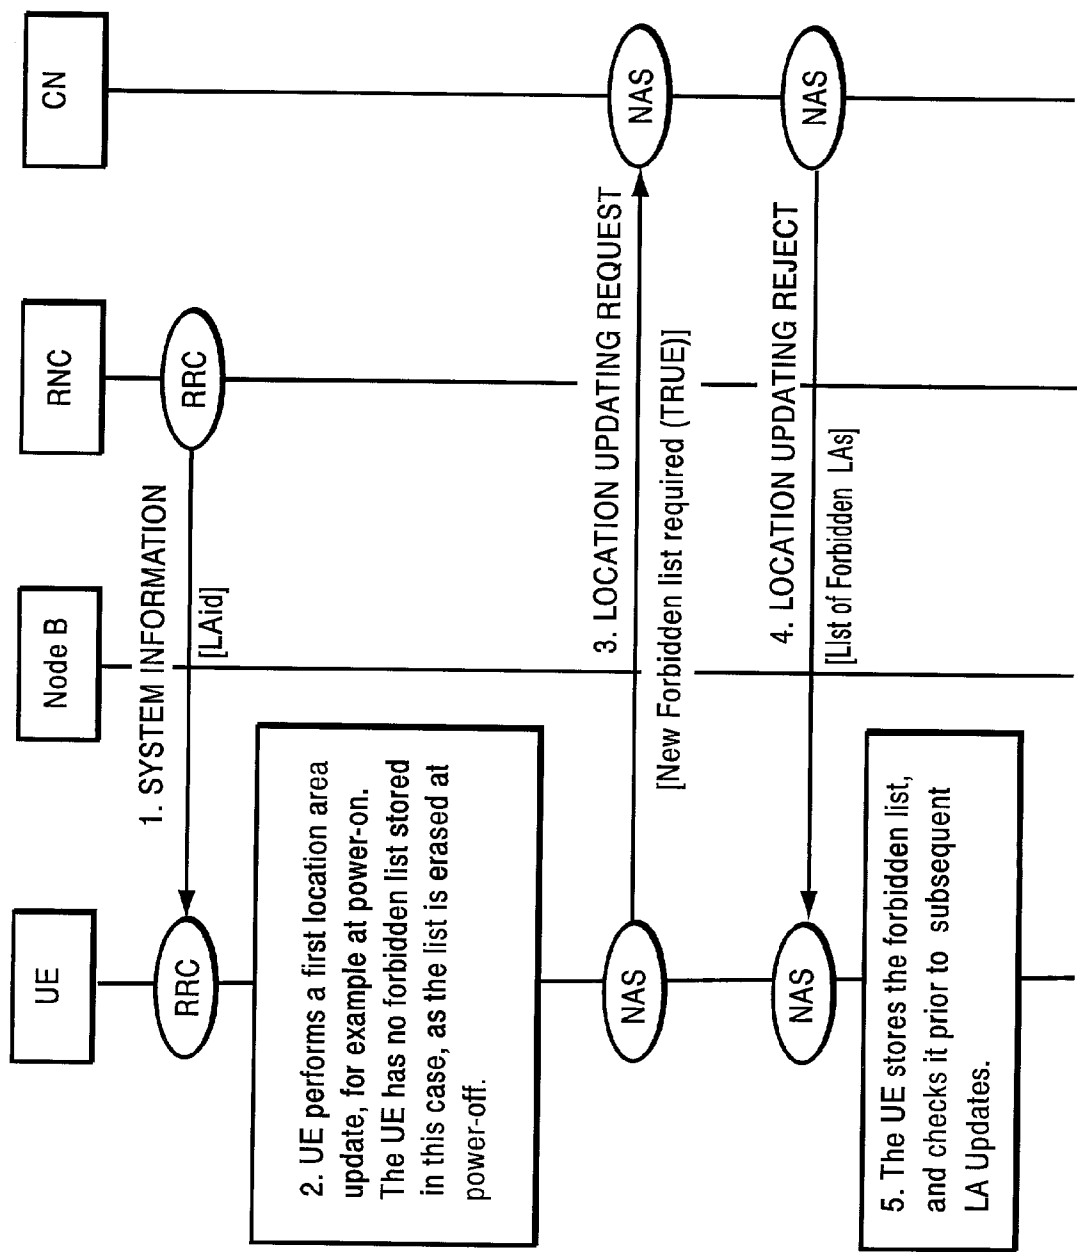 UE
Node B
RNC
CN
1. SYSTEM INFORMATION
[LAid]
RRC
RRC
2. UE performs a first location area
update, for example at power-on.
The UE has no forbidden list stored
in this case, as the list is erased at
power-off.
3. LOCATION UPDATING REQUEST
[New Forbidden list required (TRUE)]
NAS
NAS
4. LOCATION UPDATING REJECT
[LIst of Forbidden LAs]
NAS
NAS
5. The UE stores the forbidden list,
and checks it prior to subsequent
LA Updates.